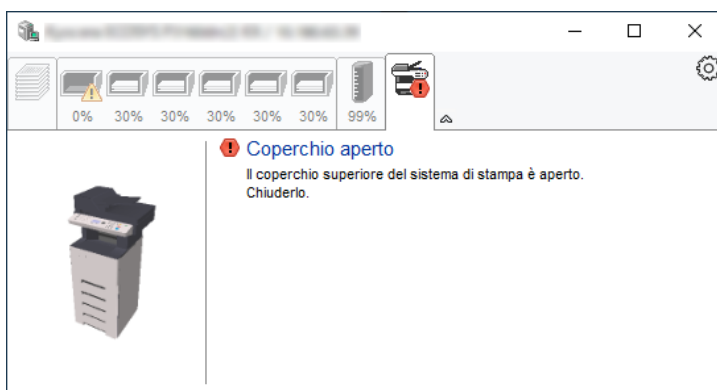 0% 30% 30% 30% 30% 30% 99%
Coperchio aperto
Il coperchio superiore del sistema di stampa è aperto.
Chiuderlo.